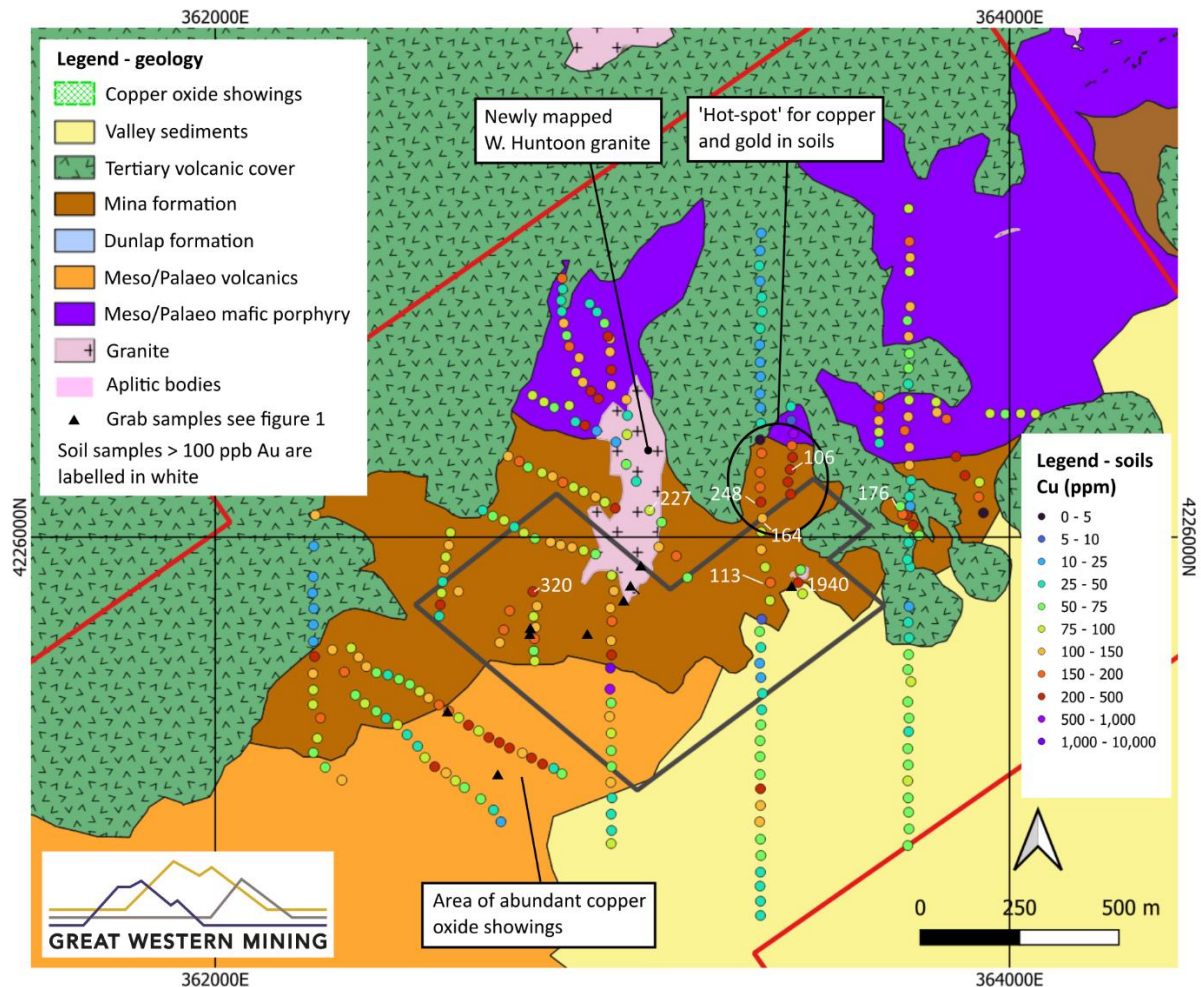 362000E
364000E
Legend - geology
Copper oxide showings
Valley sediments
Tertiary volcanic cover
Mina formation
Dunlap formation
Meso/Palaeo volcanics
Meso/Palaeo mafic porphyry
Granite
Aplitic bodies
Grab samples see figure 1
Soil samples > 100 ppb Au are
labelled in white
Newly mapped
W. Huntoon granite
'Hot-spot' for copper
and gold in soils
4226000N
4226000N
106
248
176
227
164
113
1940
320
Legend - soils
Cu (ppm)
0 - 5
5 - 10
10 - 25
25 - 50
50 - 75
75 - 100
100 - 150
150 - 200
200 - 500
500 - 1,000
1,000 - 10,000
Area of abundant copper
oxide showings
GREAT WESTERN MINING
0 250 500 m
362000E
364000E